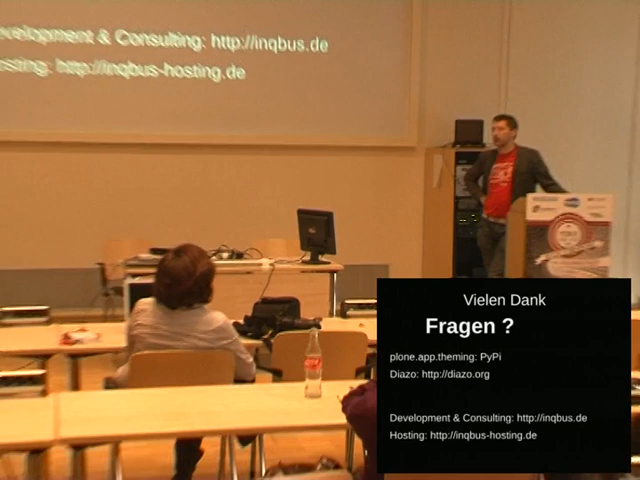 evelopment & Consulting: http://inqbus.de
osting: http://inqbus-hosting.de
Vielen Dank
Fragen ?
plone.app.theming: PyPi
Diazo: http://diazo.org
Development & Consulting: http://inqbus.de
Hosting: http://inqbus-hosting.de